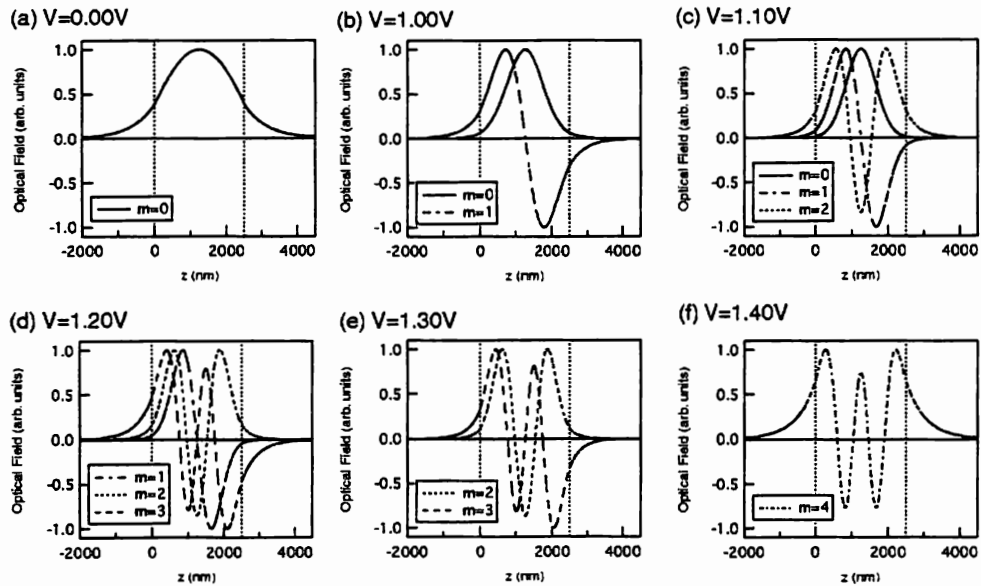 (a) V=0.00V
Optical Field (arb. units)
1.0
0.5
0.0
-0.5
-1.0
m=0
-2000 0 2000 4000
z (nm)
(b) V=1.00V
Optical Field (arb. units)
1.0
0.5
0.0
-0.5
-1.0
m=0
m=1
-2000 0 2000 4000
z (nm)
(c) V=1.10V
Optical Field (arb. units)
1.0
0.5
0.0
-0.5
-1.0
m=0
m=1
m=2
-2000 0 2000 4000
z (nm)
(d) V=1.20V
Optical Field (arb. units)
1.0
0.5
0.0
-0.5
-1.0
m=1
m=2
m=3
-2000 0 2000 4000
z (nm)
(e) V=1.30V
Optical Field (arb. units)
1.0
0.5
0.0
-0.5
-1.0
m=2
m=3
-2000 0 2000 4000
z (nm)
(f) V=1.40V
Optical Field (arb. units)
1.0
0.5
0.0
-0.5
-1.0
m=4
-2000 0 2000 4000
z (nm)